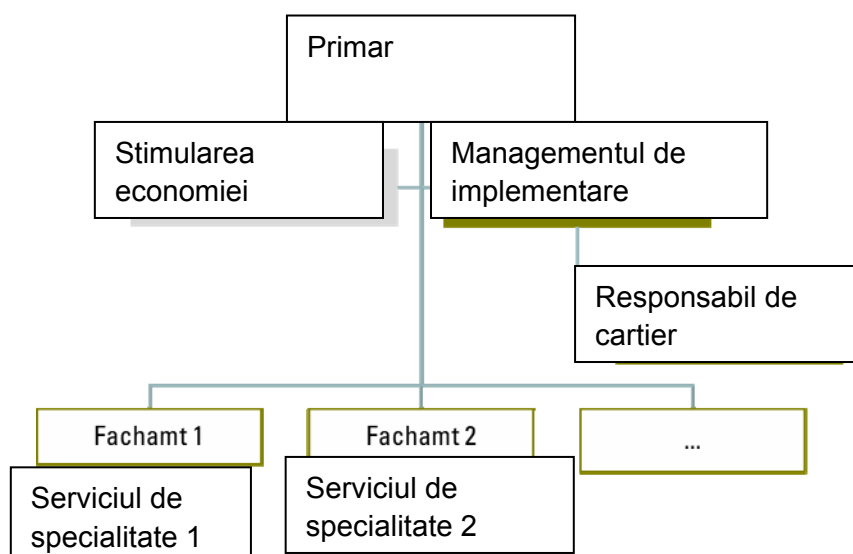 Primar
Stimularea
economiei
Managementul de
implementare
Responsabil de
cartier
Fachamt 1
Fachamt 2
...
Serviciul de
specialitate 1
Serviciul de
specialitate 2